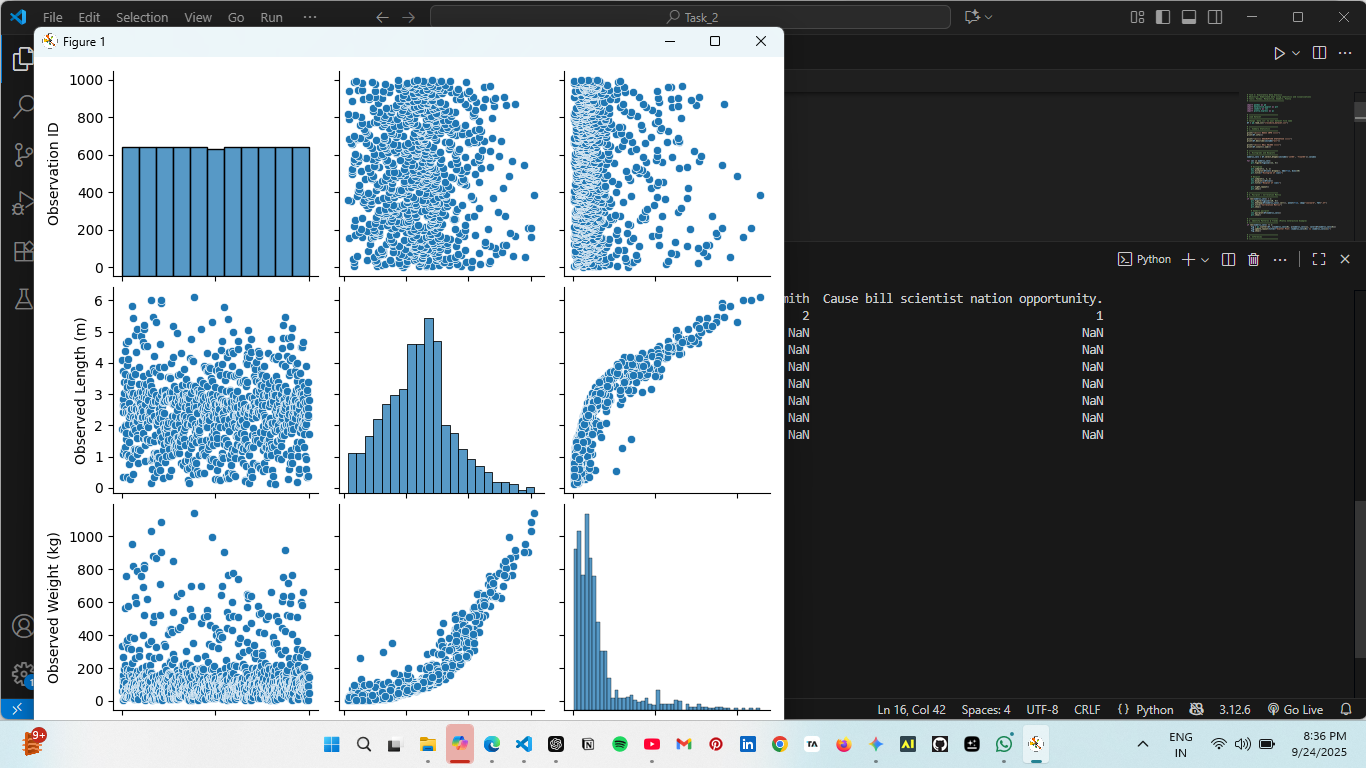 File Edit Selection View Go Run ··· Task_2
Figure 1
Observation ID
1000
800
600
400
200
0
Observed Length (m)
6
5
4
3
2
1
0
Observed Weight (kg)
1000
800
600
400
200
0
Python
mith Cause bill scientist nation opportunity.
2 1
NaN NaN
NaN NaN
NaN NaN
NaN NaN
NaN NaN
NaN NaN
NaN NaN
Ln 16, Col 42 Spaces: 4 UTF-8 CRLF {} Python 3.12.6 Go Live
9+
TA
AI
ENG
IN
8:36 PM
9/24/2025